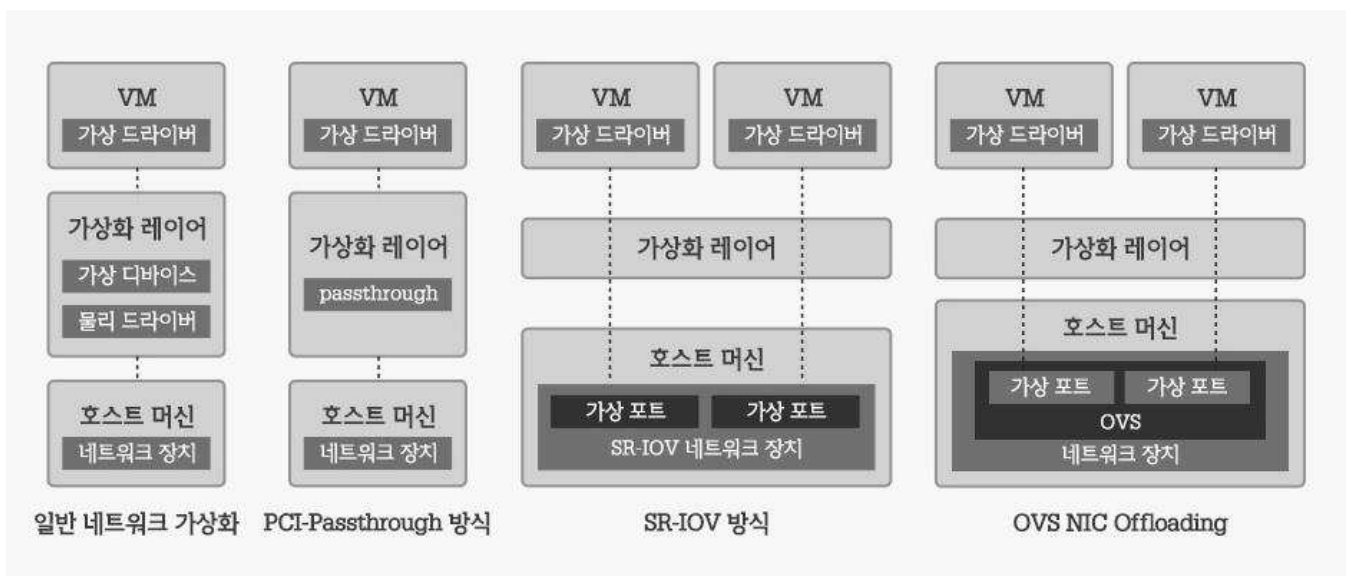 VM
가상 드라이버
가상화 레이어
가상 디바이스
물리 드라이버
호스트 머신
네트워크 장치
일반 네트워크 가상화
VM
가상 드라이버
가상화 레이어
passthrough
호스트 머신
네트워크 장치
PCI-Passthrough 방식
VM
가상 드라이버
VM
가상 드라이버
가상화 레이어
호스트 머신
가상 포트
가상 포트
SR-IOV 네트워크 장치
SR-IOV 방식
VM
가상 드라이버
VM
가상 드라이버
가상화 레이어
호스트 머신
가상 포트
가상 포트
OVS
네트워크 장치
OVS NIC Offloading